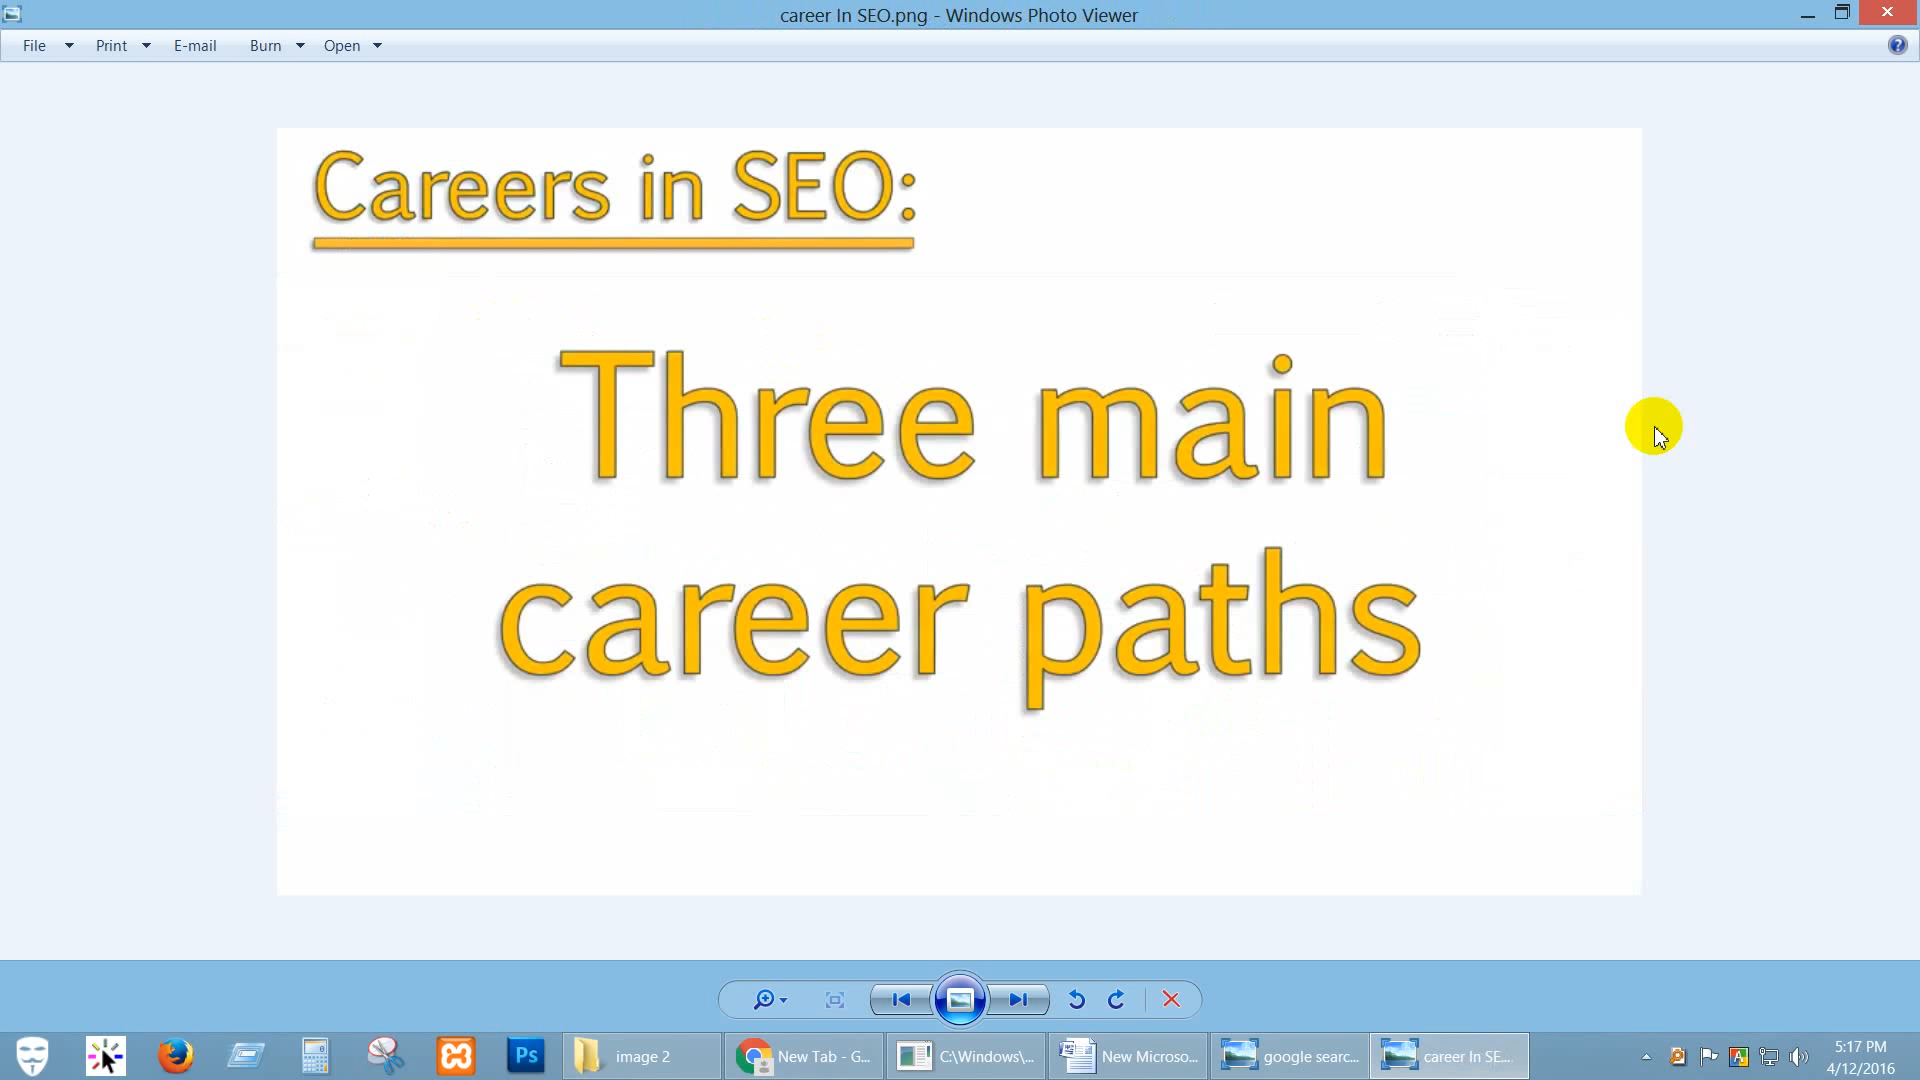 career In SEO.png - Windows Photo Viewer
File Print E-mail Burn Open
Careers in SEO:
Three main
career paths
Ps image 2 New Tab - G... C:\Windows\... New Microso... google searc... career In SE...
5:17 PM
4/12/2016